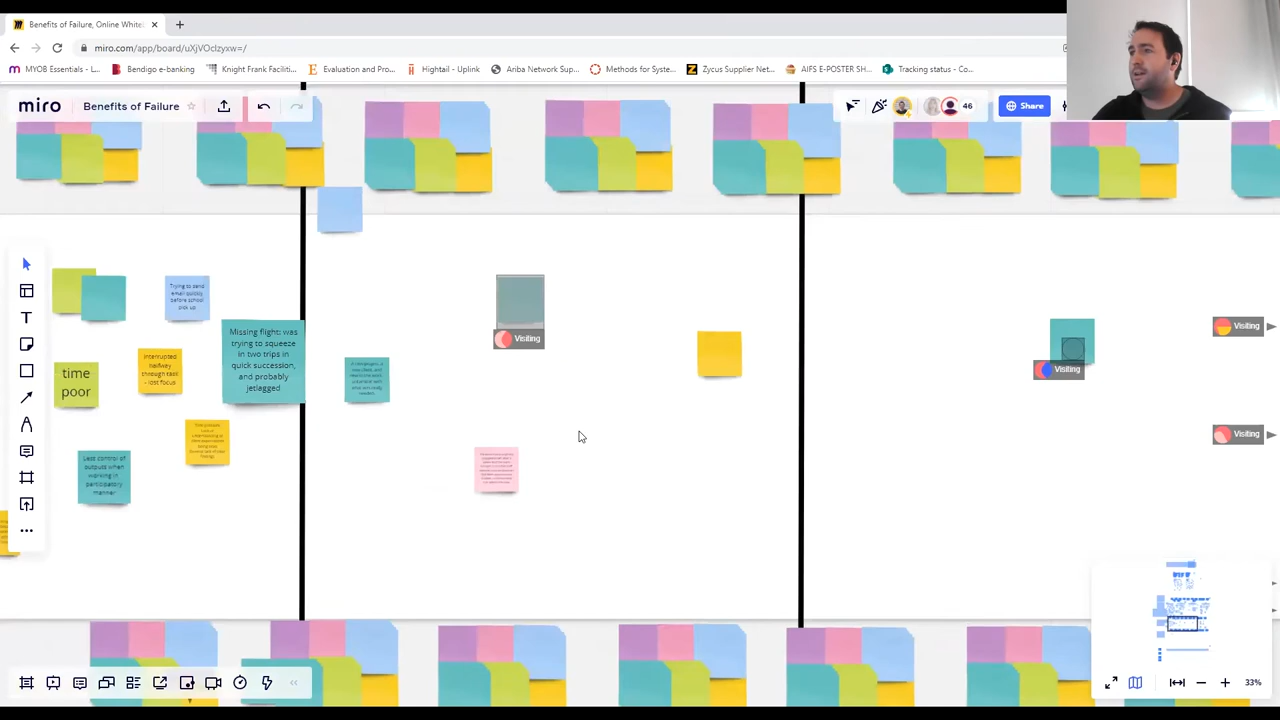 Benefits of Failure, Online White
miro.com/app/board/uXjVOclzyxw=/
MYOB Essentials - L...
Bendigo e-banking
Knight Frank Faciliti...
Evaluation and Pro...
Hightail - Uplink
Ariba Network Sup...
Methods for Syste...
Zycus Supplier Net...
AIFS E-POSTER SH...
Tracking status - Co...
miro
Benefits of Failure
46
Share
Trying to send
email quickly
before school
pick up
Missing flight: was
trying to squeeze
in two trips in
quick succession,
and probably
jetlagged
Interrupted
halfway
through task
- lost focus
time
poor
Less control of
outputs when
working in
participatory
manner
Visiting
Visiting
Visiting
Visiting
33%